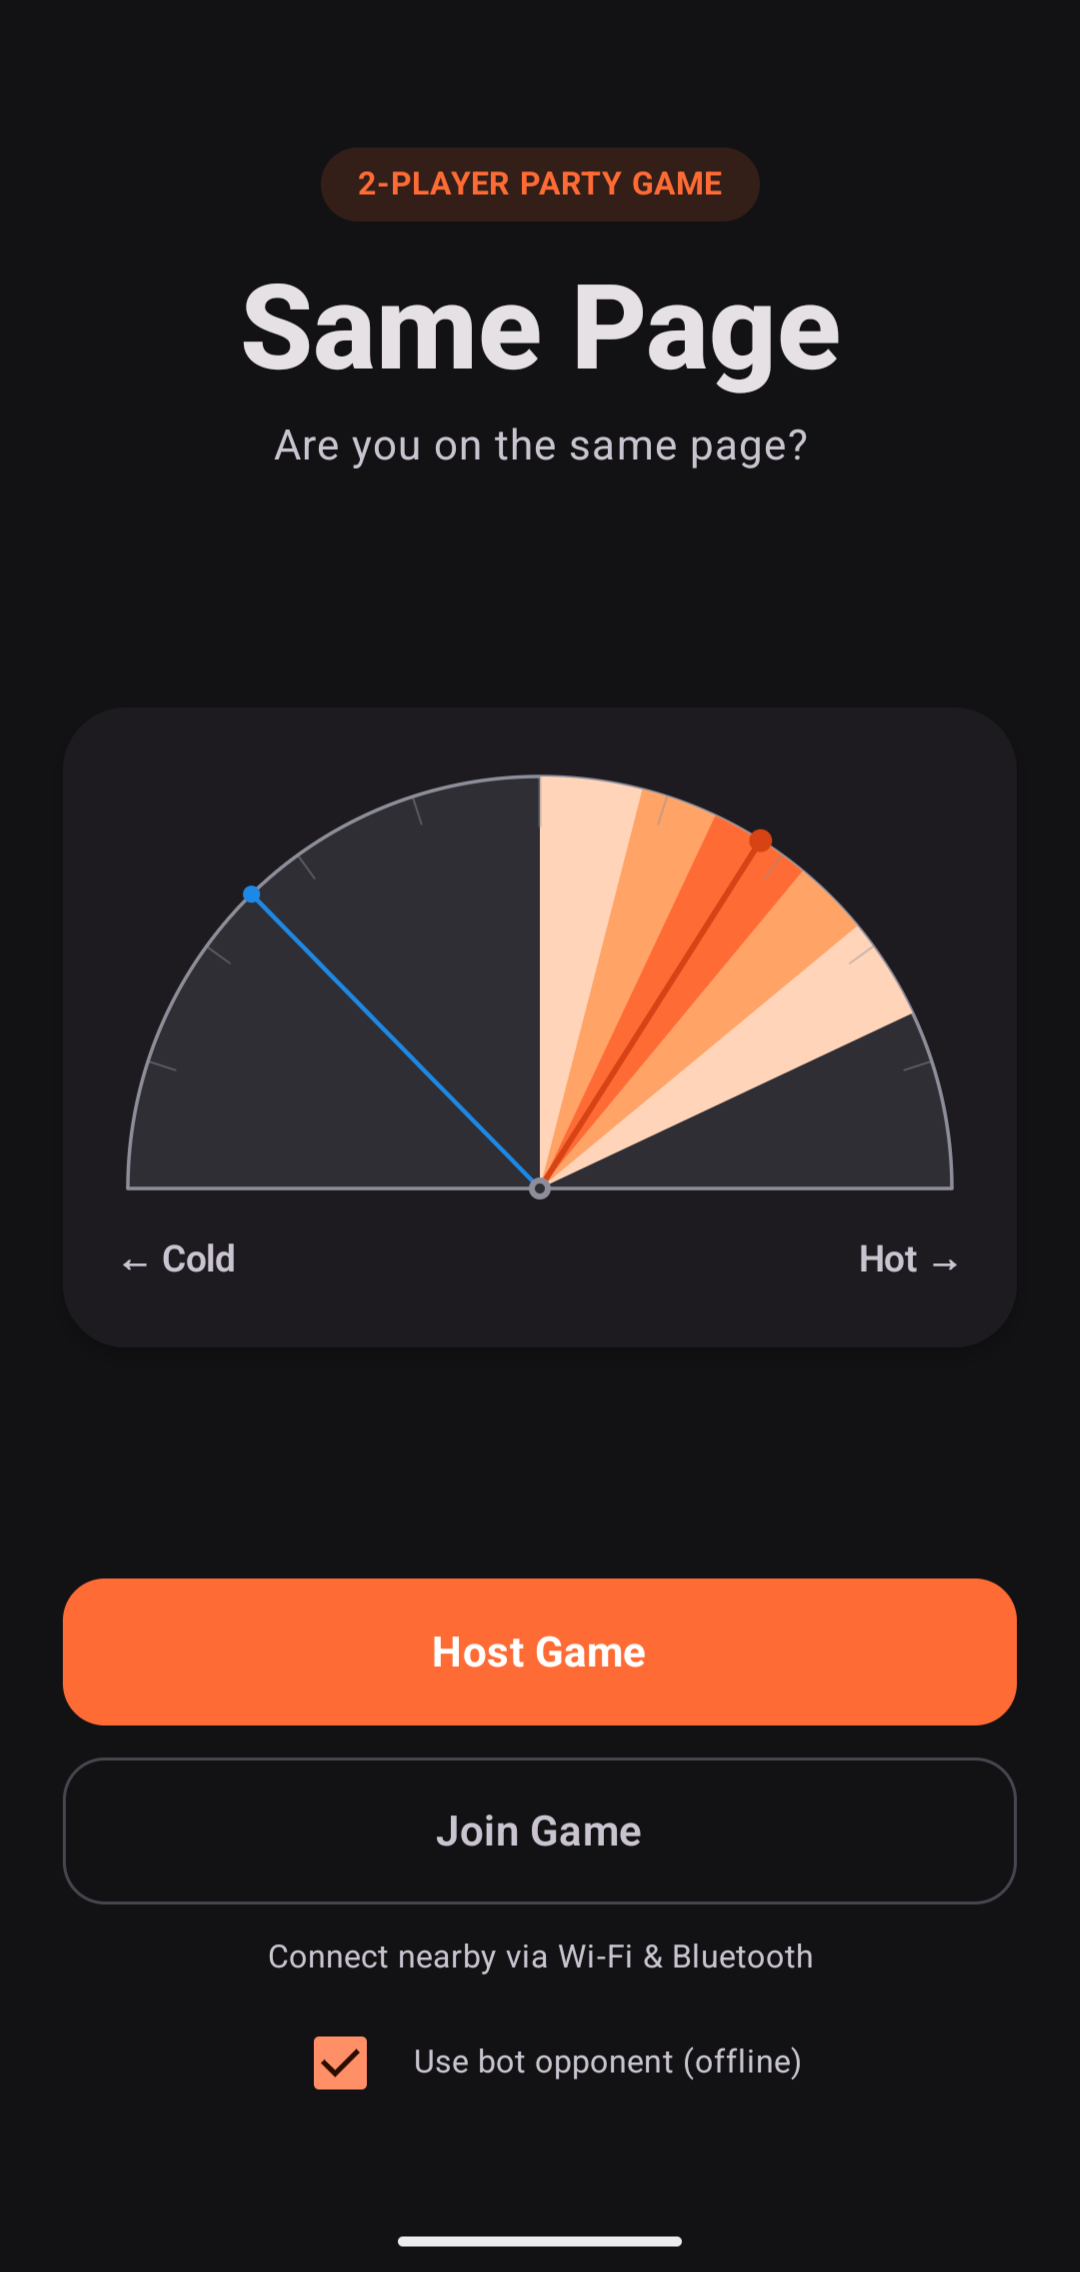 2-PLAYER PARTY GAME
Same Page
Are you on the same page?
← Cold
Hot →
Host Game
Join Game
Connect nearby via Wi-Fi & Bluetooth
Use bot opponent (offline)